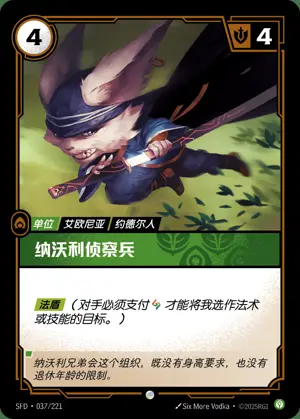 4
4
单位 艾欧尼亚 约德尔人
纳沃利侦察兵
法盾（对手必须支付 才能将我选作法术
或技能的目标。）
纳沃利兄弟会这个组织，既没有身高要求，也没有
退休年龄的限制。
SFD • 037/221 Six More Vodka • ©2025RGI